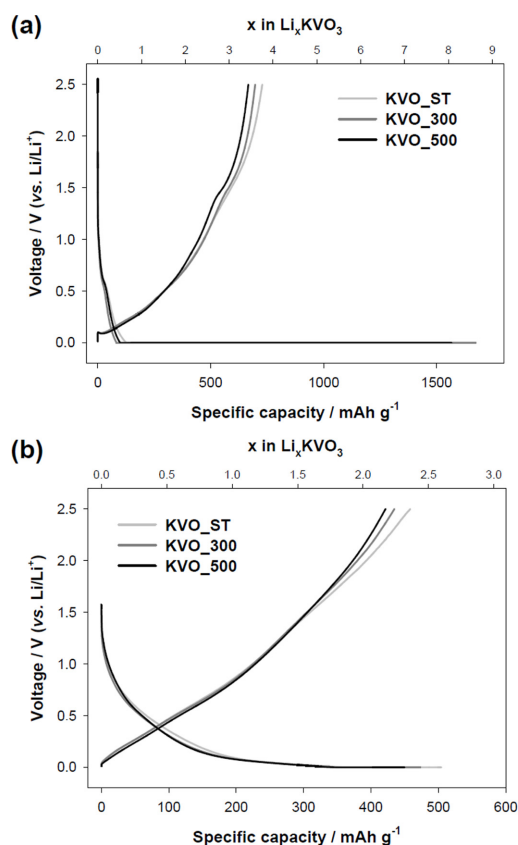 (a)
x in LiₓKVO₃
0 1 2 3 4 5 6 7 8 9
2.5
2.0
1.5
1.0
0.5
0.0
Voltage / V (vs. Li/Li⁺)
KVO_ST
KVO_300
KVO_500
0 500 1000 1500
Specific capacity / mAh g⁻¹
(b)
x in LiₓKVO₃
0.0 0.5 1.0 1.5 2.0 2.5 3.0
2.5
2.0
1.5
1.0
0.5
0.0
Voltage / V (vs. Li/Li⁺)
KVO_ST
KVO_300
KVO_500
0 100 200 300 400 500 600
Specific capacity / mAh g⁻¹